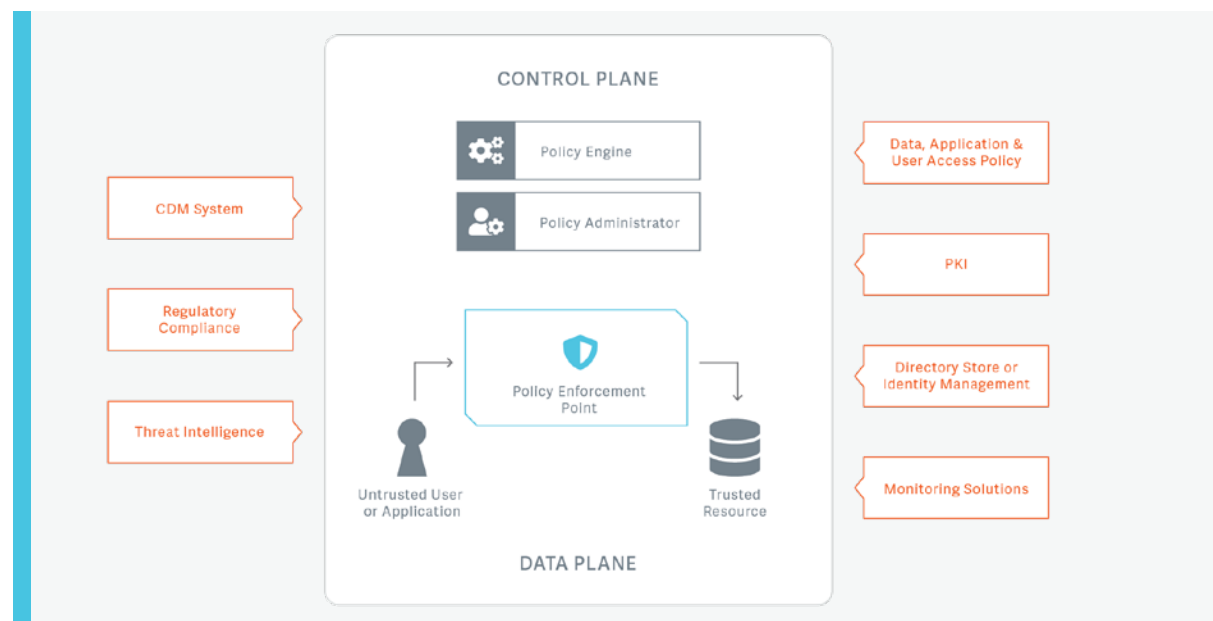 CONTROL PLANE
Policy Engine
Policy Administrator
CDM System
Regulatory
Compliance
Threat Intelligence
Policy Enforcement
Point
Untrusted User
or Application
Trusted
Resource
DATA PLANE
Data, Application &
User Access Policy
PKI
Directory Store or
Identity Management
Monitoring Solutions